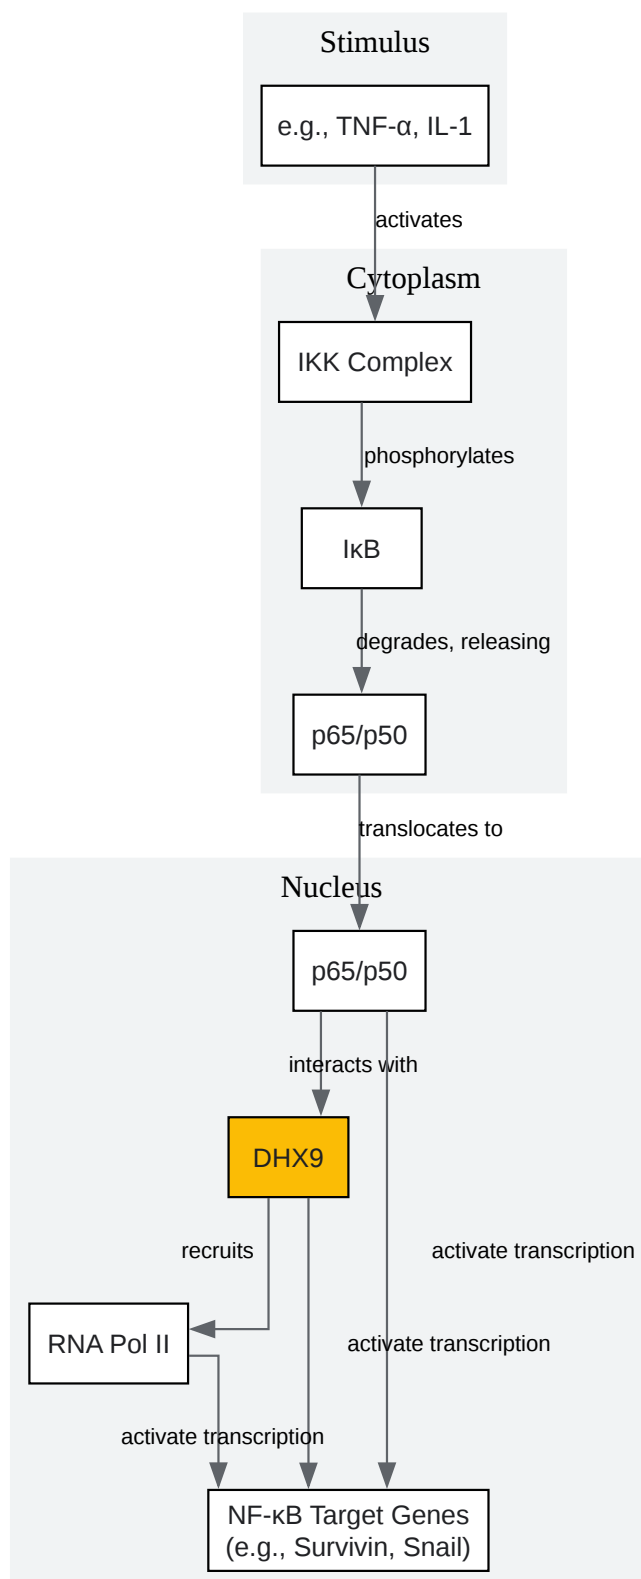 Stimulus
e.g., TNF-α, IL-1
activates
Cytoplasm
IKK Complex
phosphorylates
IκB
degrades, releasing
p65/p50
translocates to
Nucleus
p65/p50
interacts with
DHX9
recruits
activate transcription
RNA Pol II
activate transcription
activate transcription
NF-κB Target Genes
(e.g., Survivin, Snail)